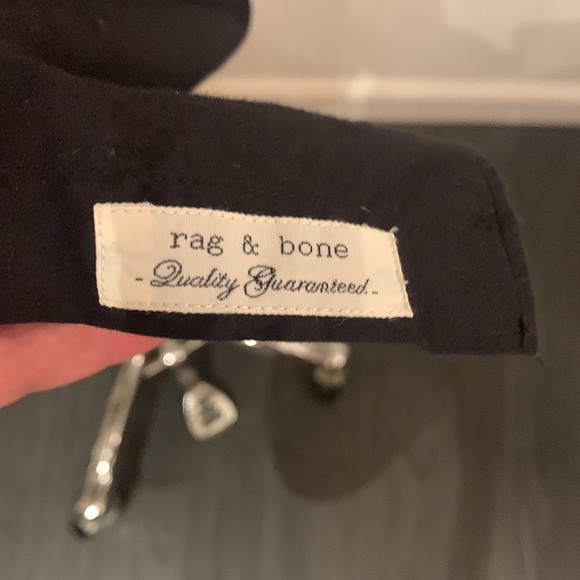 rag & bone
- Quality Guaranteed -